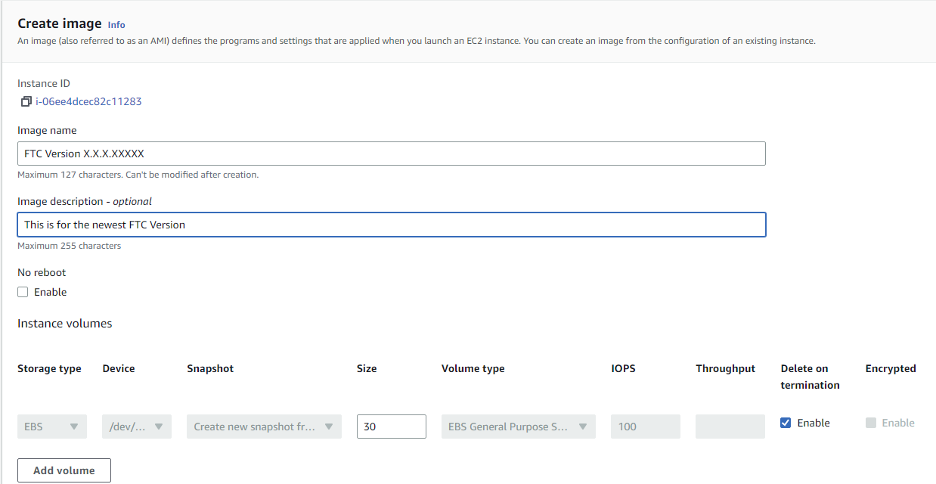 Create image Info
An image (also referred to as an AMI) defines the programs and settings that are applied when you launch an EC2 instance. You can create an image from the configuration of an existing instance.
Instance ID
i-06ee4dcec82c11283
Image name
FTC Version X.X.X.XXXXX
Maximum 127 characters. Can't be modified after creation.
Image description - optional
This is for the newest FTC Version
Maximum 255 characters
No reboot
Enable
Instance volumes
Storage type Device Snapshot Size Volume type IOPS Throughput Delete on termination Encrypted
EBS /dev/... Create new snapshot fr... 30 EBS General Purpose S... 100 Enable Enable
Add volume